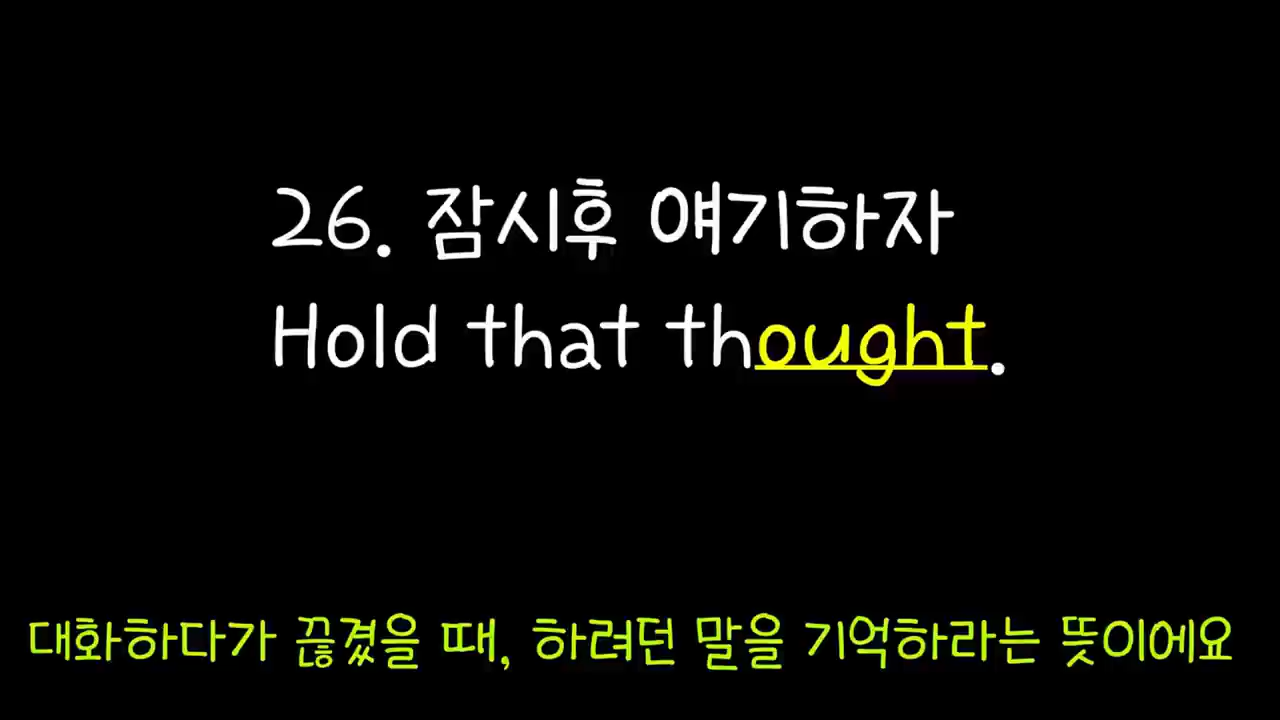 26. 잠시후 얘기하자
Hold that thought.
대화하다가 끊겼을 때, 하려던 말을 기억하라는 뜻이에요